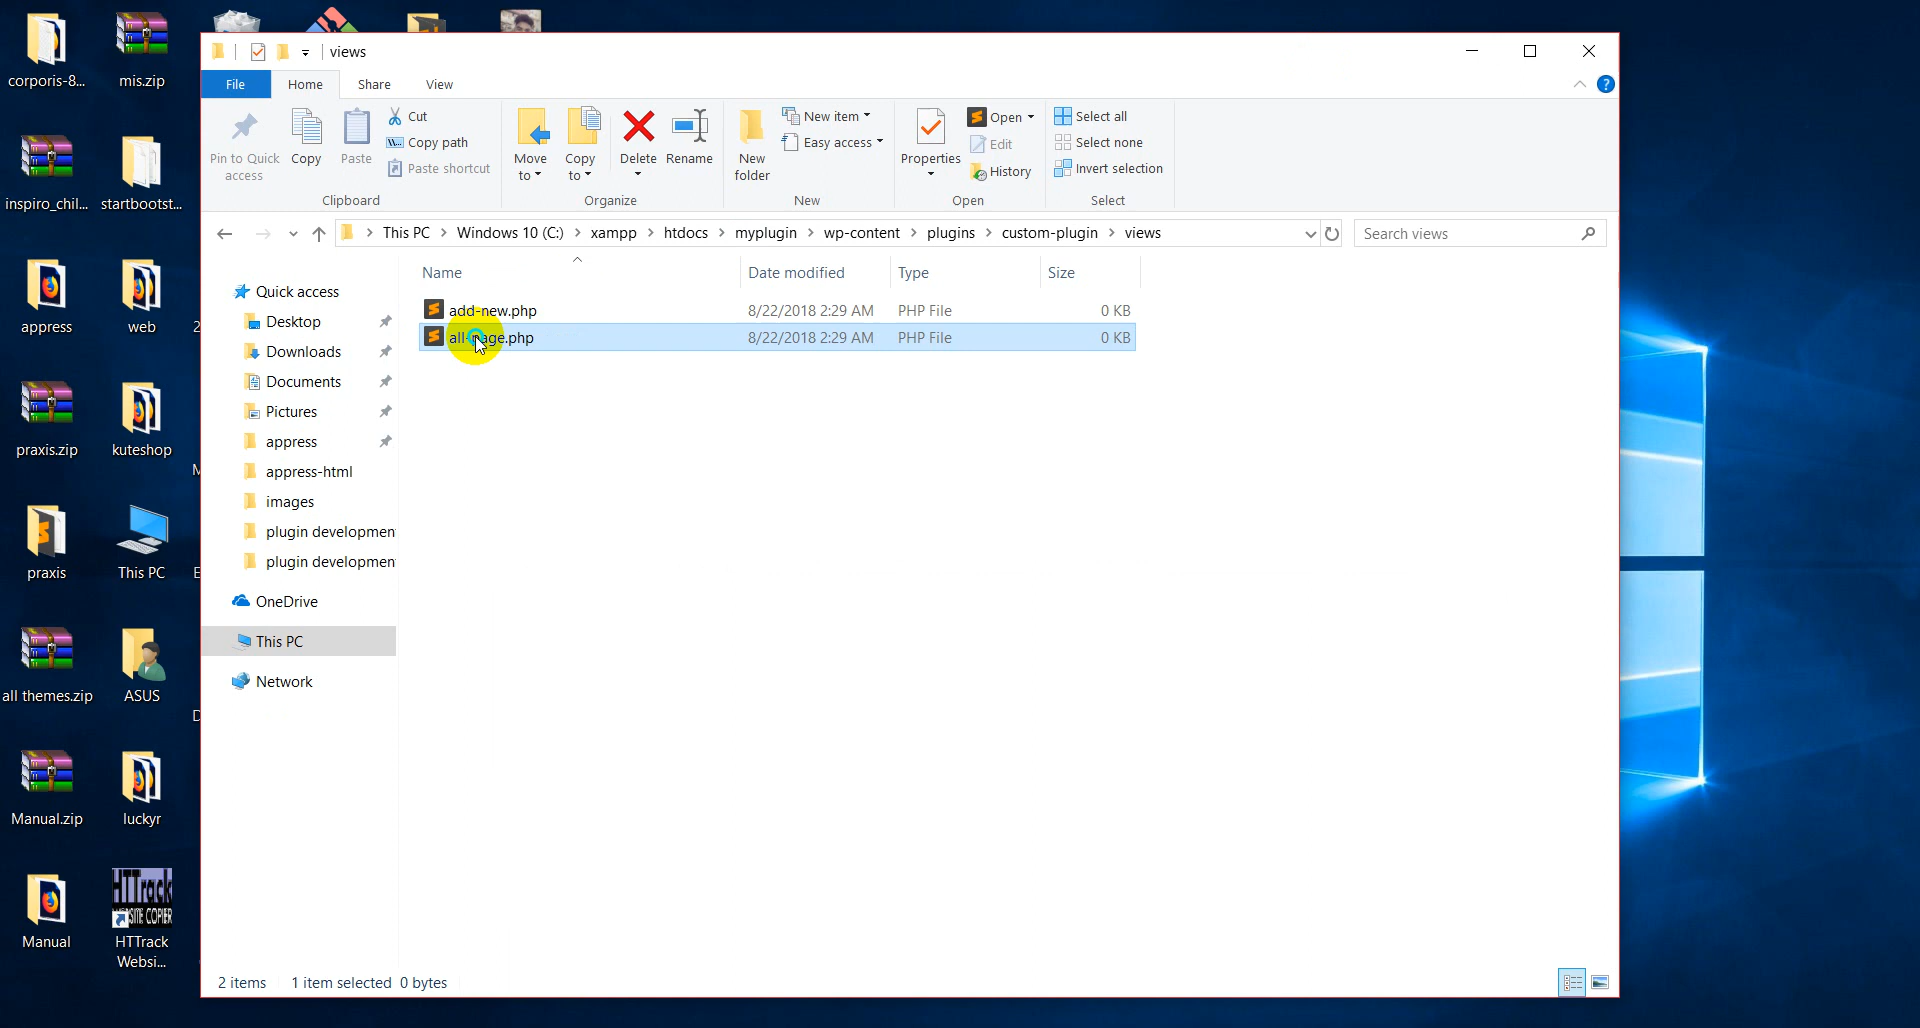 corporis-8...
mis.zip
inspiro_chil...
startbootst...
appress
web
2
praxis.zip
kuteshop
praxis
This PC
all themes.zip
ASUS
Manual.zip
luckyr
Manual
HTTrack
HTTrack
Websi...
views
File
Home
Share
View
Pin to Quick
access
Copy
Paste
Cut
Copy path
Paste shortcut
Clipboard
Move
to
Copy
to
Delete
Rename
Organize
New
folder
New item
Easy access
New
Properties
Open
Edit
History
Open
Select all
Select none
Invert selection
Select
This PC
Windows 10 (C:)
xampp
htdocs
myplugin
wp-content
plugins
custom-plugin
views
Search views
Quick access
Desktop
Downloads
Documents
Pictures
appress
appress-html
images
plugin developmen
plugin developmen
OneDrive
This PC
Network
Name
Date modified
Type
Size
add-new.php 8/22/2018 2:29 AM PHP File 0 KB
all-page.php 8/22/2018 2:29 AM PHP File 0 KB
2 items 1 item selected 0 bytes